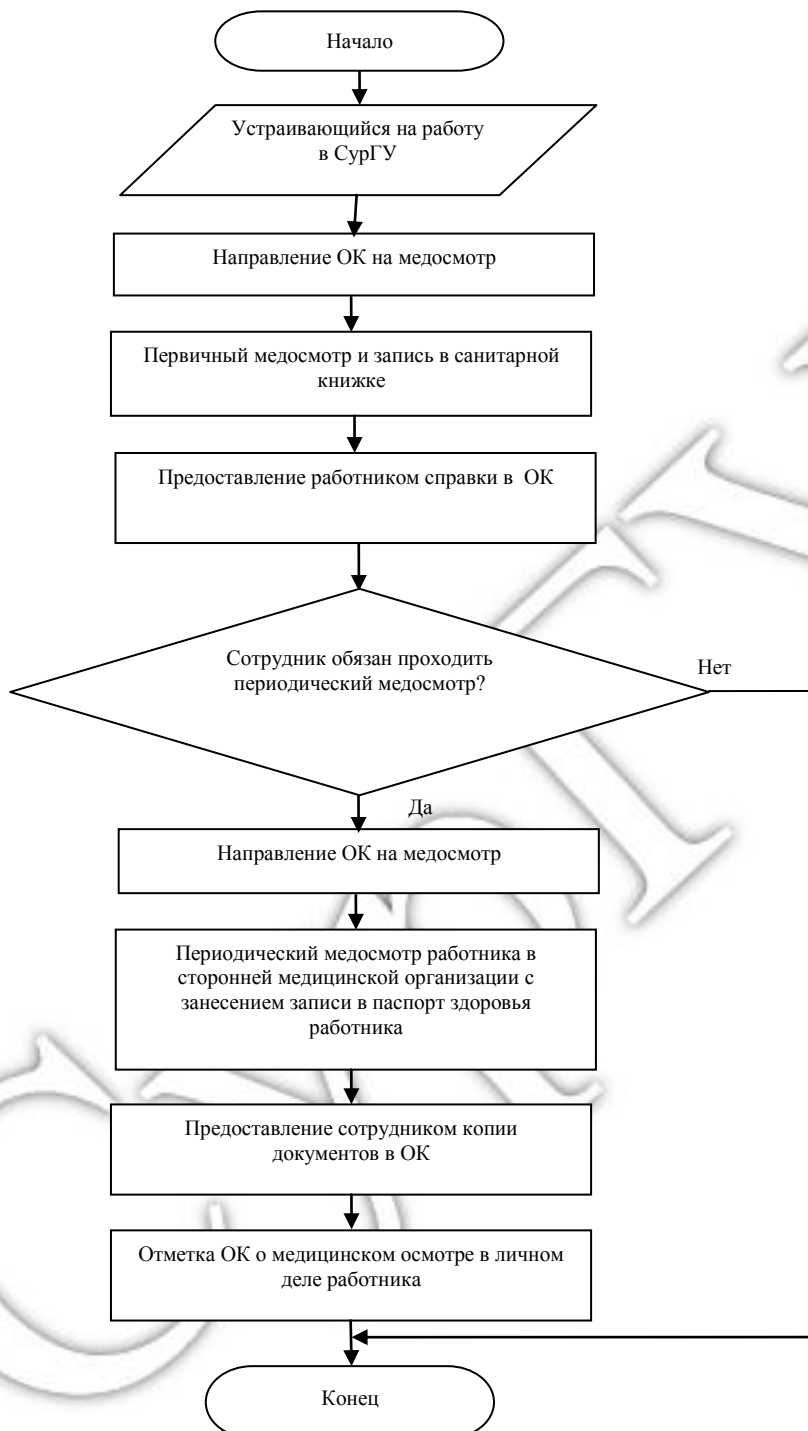 Начало
Устраивающийся на работу
в СурГУ
Направление ОК на медосмотр
Первичный медосмотр и запись в санитарной
книжке
Предоставление работником справки в ОК
Сотрудник обязан проходить
периодический медосмотр?
Нет
Да
Направление ОК на медосмотр
Периодический медосмотр работника в
сторонней медицинской организации с
занесением записи в паспорт здоровья
работника
Предоставление сотрудником копии
документов в ОК
Отметка ОК о медицинском осмотре в личном
деле работника
Конец